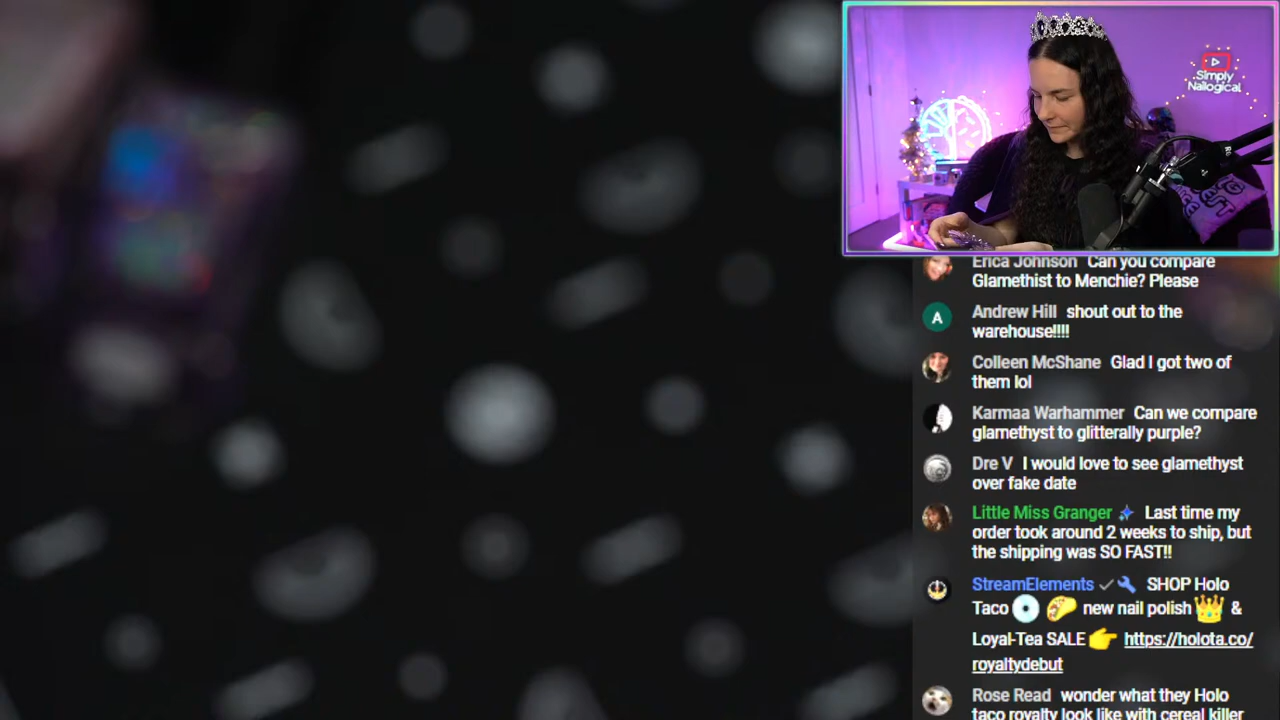 Simply
Nailogical
Erica Johnson Can you compare
Glamethist to Menchie? Please
A Andrew Hill shout out to the
warehouse!!!!
Colleen McShane Glad I got two of
them lol
Karmaa Warhammer Can we compare
glamethyst to glitterally purple?
Dre V I would love to see glamethyst
over fake date
Little Miss Granger Last time my
order took around 2 weeks to ship, but
the shipping was SO FAST!!
StreamElements SHOP Holo
Taco 💿 🌮 new nail polish 👑 &
Loyal-Tea SALE 👉 https://holota.co/
royaltydebut
Rose Read wonder what they Holo
taco royalty look like with cereal killer